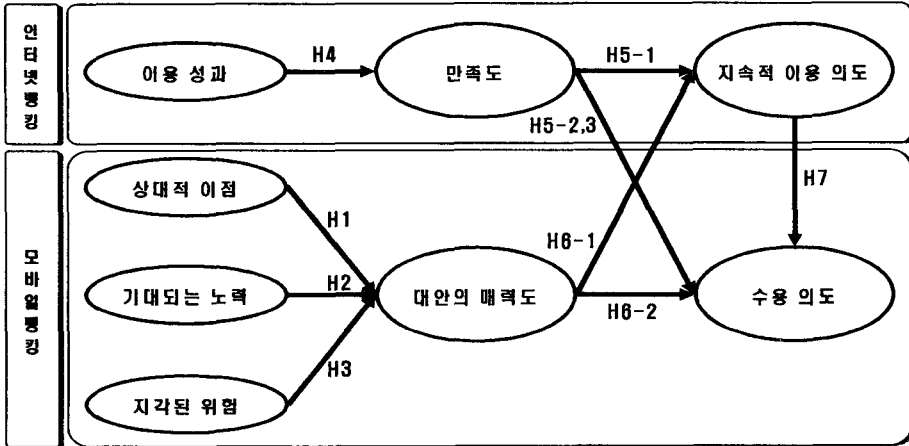 인터넷뱅킹
이용 성과
H4
만족도
H5-1
지속적 이용 의도
H5-2,3
H7
모바일뱅킹
상대적 이점
H1
기대되는 노력
H2
지각된 위험
H3
대안의 매력도
H6-1
H6-2
수용 의도